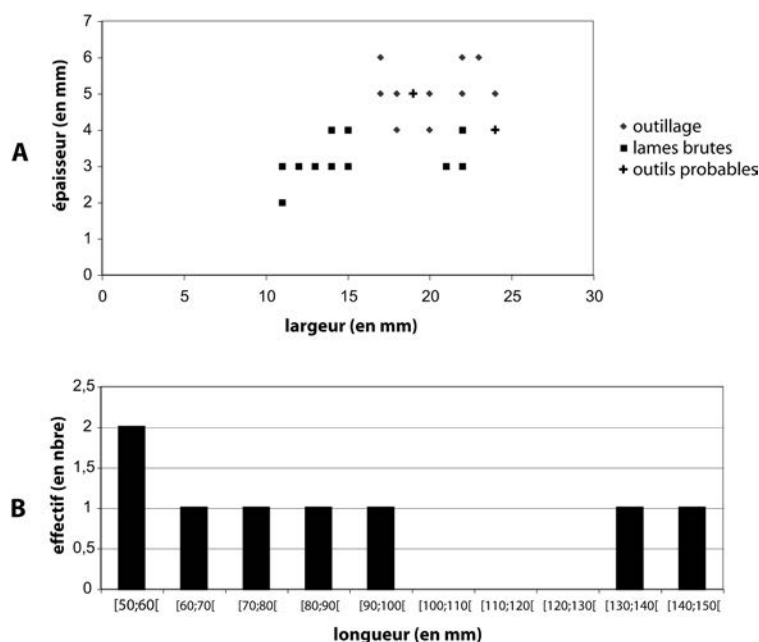 A
épaisseur (en mm)
7
6
5
4
3
2
1
0
0 5 10 15 20 25 30
largeur (en mm)
outillage
lames brutes
outils probables
B
effectif (en nbre)
2,5
2
1,5
1
0,5
0
[50;60[ [60;70[ [70;80[ [80;90[ [90;100[ [100;110[ [110;120[ [120;130[ [130;140[ [140;150[
longueur (en mm)